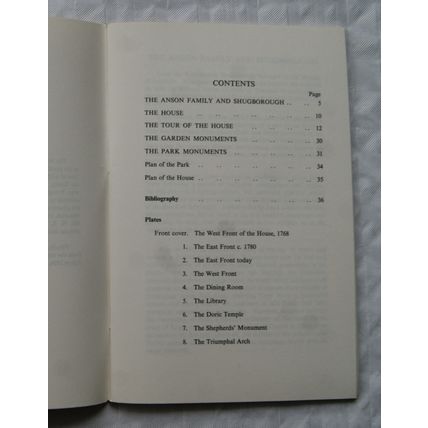 CONTENTS
Page
THE ANSON FAMILY AND SHUGBOROUGH .. .. 5
THE HOUSE .. .. .. .. .. .. 10
THE TOUR OF THE HOUSE .. .. .. .. 12
THE GARDEN MONUMENTS .. .. .. .. 30
THE PARK MONUMENTS .. .. .. .. .. 31
Plan of the Park .. .. .. .. .. .. 34
Plan of the House .. .. .. .. .. .. 35
Bibliography .. .. .. .. .. .. 36
Plates
Front cover. The West Front of the House, 1768
1. The East Front c. 1780
2. The East Front today
3. The West Front
4. The Dining Room
5. The Library
6. The Doric Temple
7. The Shepherds' Monument
8. The Triumphal Arch